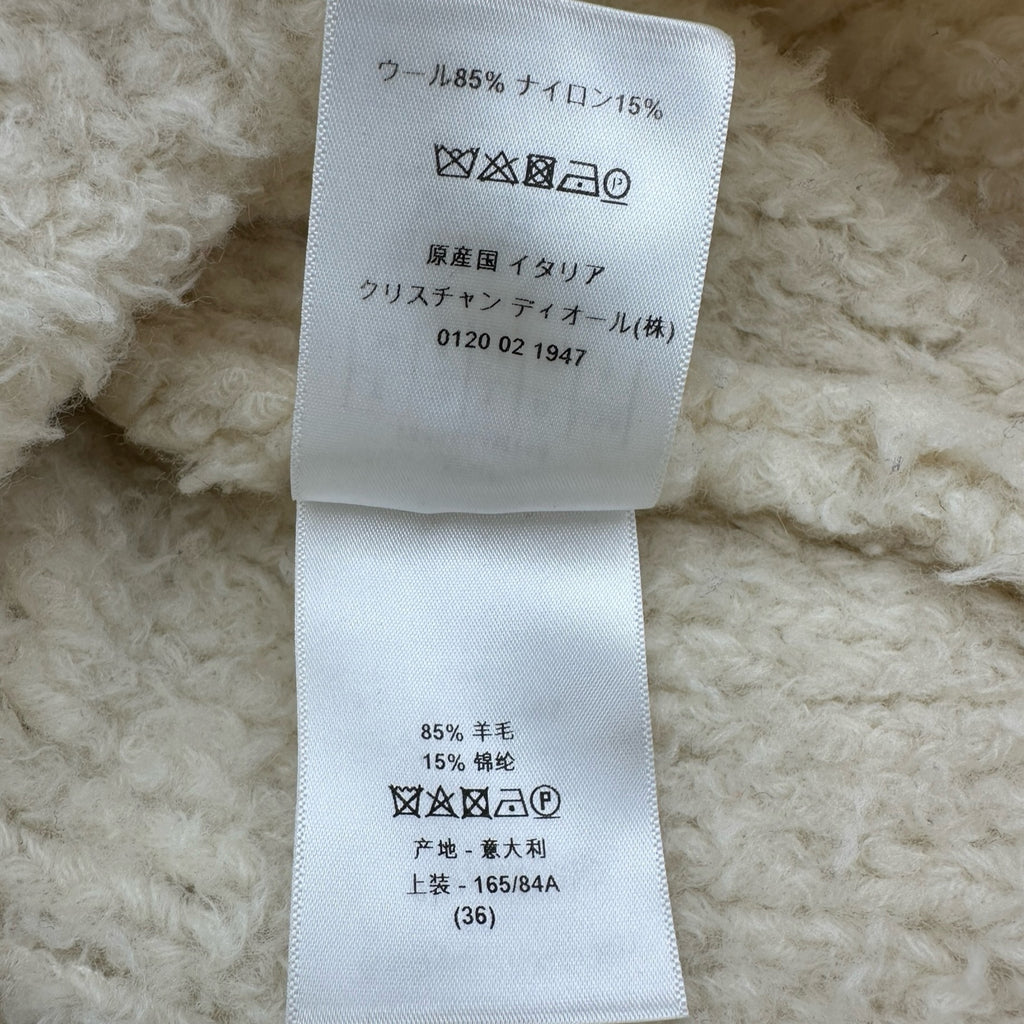 ウール85% ナイロン15%
P
原産国 イタリア
クリスチャン ディオール(株)
0120 02 1947
85% 羊毛
15% 锦纶
P
产地 - 意大利
上装 - 165/84A
(36)